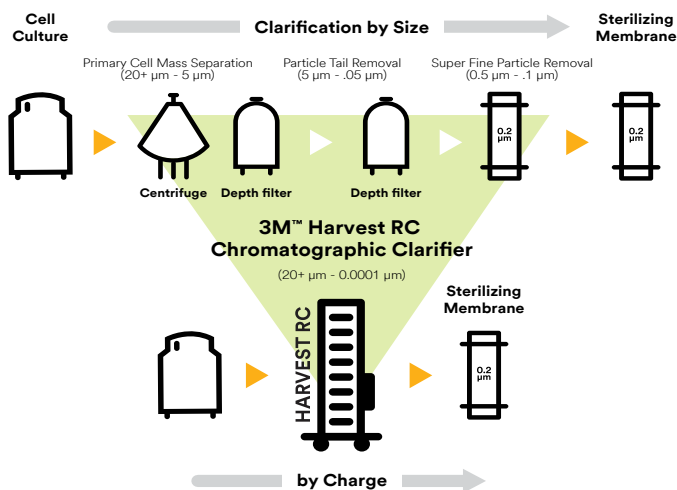 Cell
Culture
Clarification by Size
Sterilizing
Membrane
Primary Cell Mass Separation
(20+ µm - 5 µm)
Particle Tail Removal
(5 µm - .05 µm)
Super Fine Particle Removal
(0.5 µm - .1 µm)
0.2
µm
0.2
µm
Centrifuge
Depth filter
Depth filter
3M™ Harvest RC
Chromatographic Clarifier
(20+ µm - 0.0001 µm)
HARVEST RC
Sterilizing
Membrane
0.2
µm
by Charge